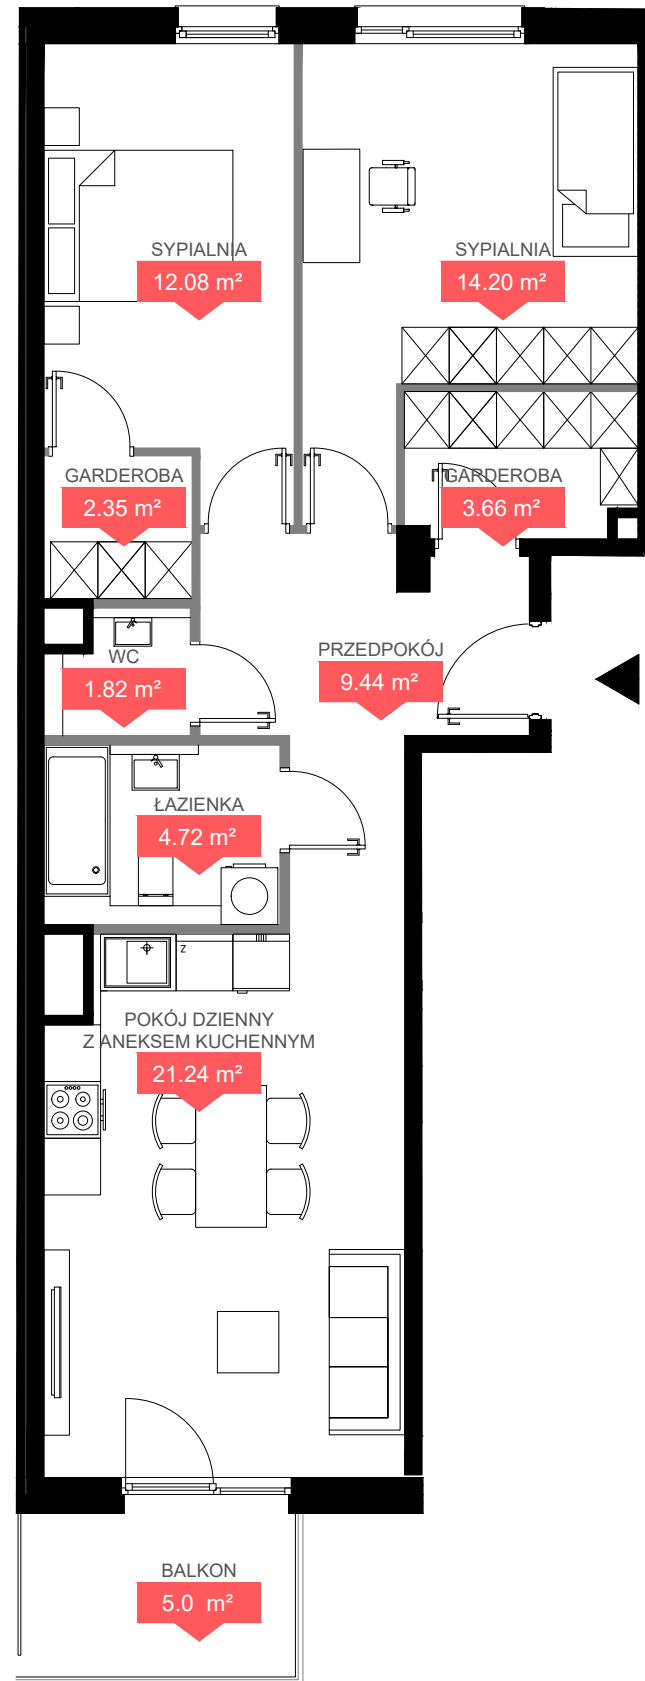 SYPIALNIA
12.08 m²
SYPIALNIA
14.20 m²
GARDEROBA
2.35 m²
GARDEROBA
3.66 m²
WC
1.82 m²
PRZEDPOKÓJ
9.44 m²
ŁAZIENKA
4.72 m²
Z
POKÓJ DZIENNY
Z ANEKSEM KUCHENNYM
21.24 m²
BALKON
5.0 m²